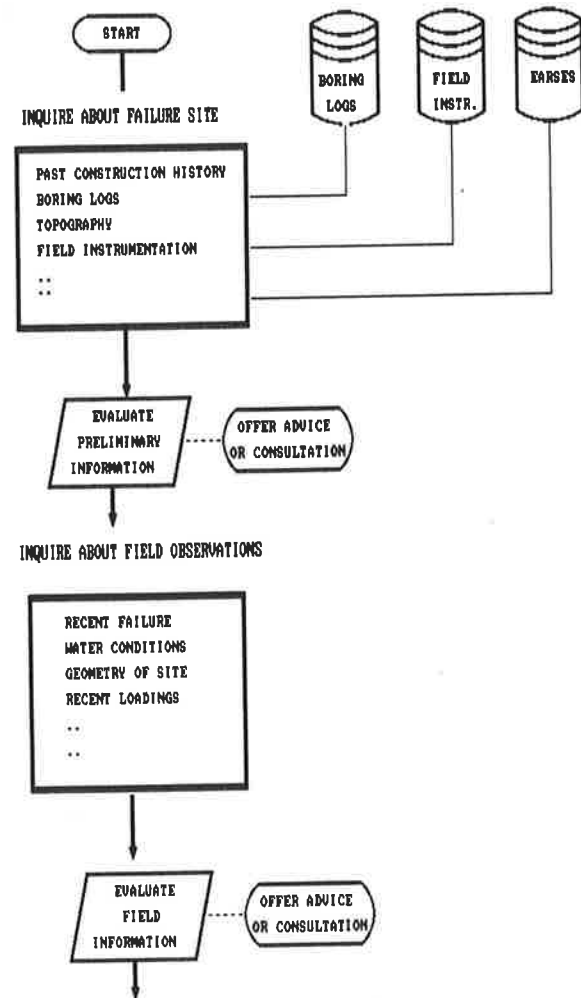 START
BORING
LOGS
FIELD
INSTR.
EARSES
INQUIRE ABOUT FAILURE SITE
PAST CONSTRUCTION HISTORY
BORING LOGS
TOPOGRAPHY
FIELD INSTRUMENTATION
..
..
EVALUATE
PRELIMINARY
INFORMATION
OFFER ADVICE
OR CONSULTATION
INQUIRE ABOUT FIELD OBSERVATIONS
RECENT FAILURE
WATER CONDITIONS
GEOMETRY OF SITE
RECENT LOADINGS
..
..
EVALUATE
FIELD
INFORMATION
OFFER ADVICE
OR CONSULTATION